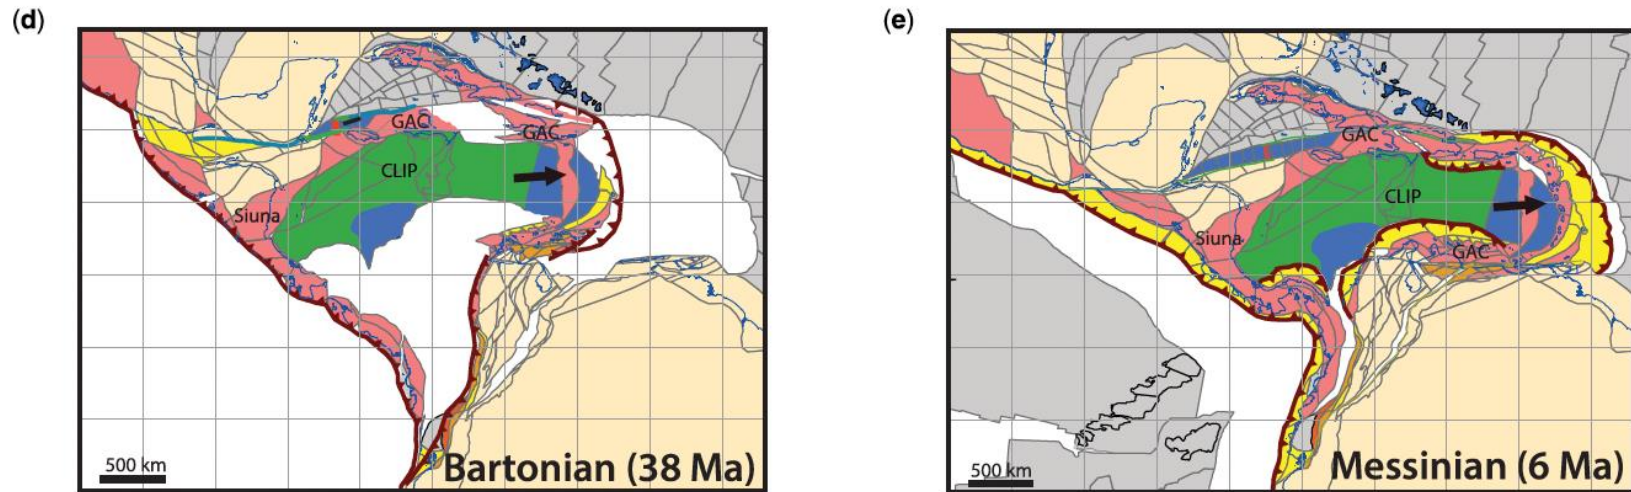 (d)
GAC
GAC
CLIP
Siuna
500 km
Bartonian (38 Ma)
(e)
GAC
CLIP
Siuna
GAC
500 km
Messinian (6 Ma)